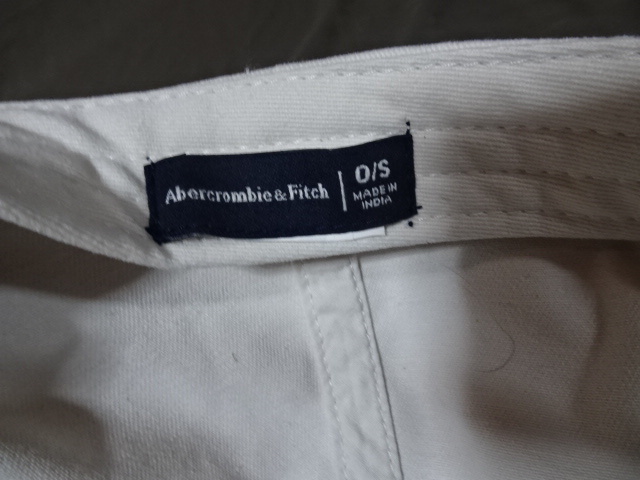 Abercrombie & Fitch
O/S
MADE IN
INDIA